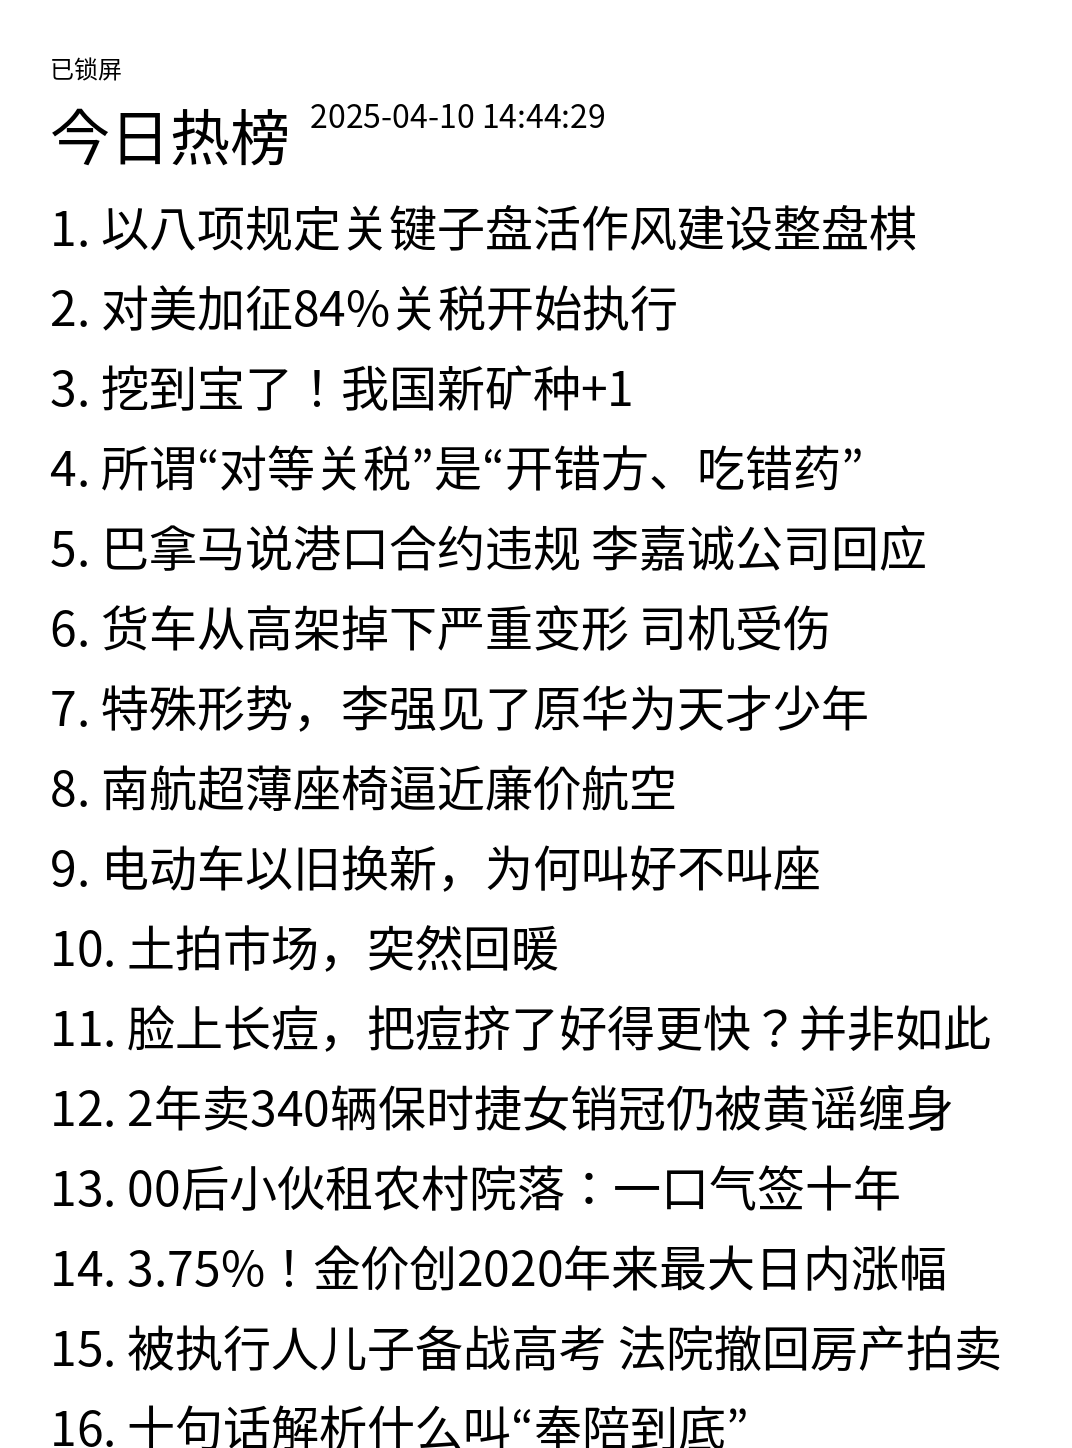 已锁屏
今日热榜 2025-04-10 14:44:29
1. 以八项规定关键子盘活作风建设整盘棋
2. 对美加征84%关税开始执行
3. 挖到宝了！我国新矿种+1
4. 所谓“对等关税”是“开错方、吃错药”
5. 巴拿马说港口合约违规 李嘉诚公司回应
6. 货车从高架掉下严重变形 司机受伤
7. 特殊形势，李强见了原华为天才少年
8. 南航超薄座椅逼近廉价航空
9. 电动车以旧换新，为何叫好不叫座
10. 土拍市场，突然回暖
11. 脸上长痘，把痘挤了好得更快？并非如此
12. 2年卖340辆保时捷女销冠仍被黄谣缠身
13. 00后小伙租农村院落：一口气签十年
14. 3.75%！金价创2020年来最大日内涨幅
15. 被执行人儿子备战高考 法院撤回房产拍卖
16. 十句话解析什么叫“奉陪到底”